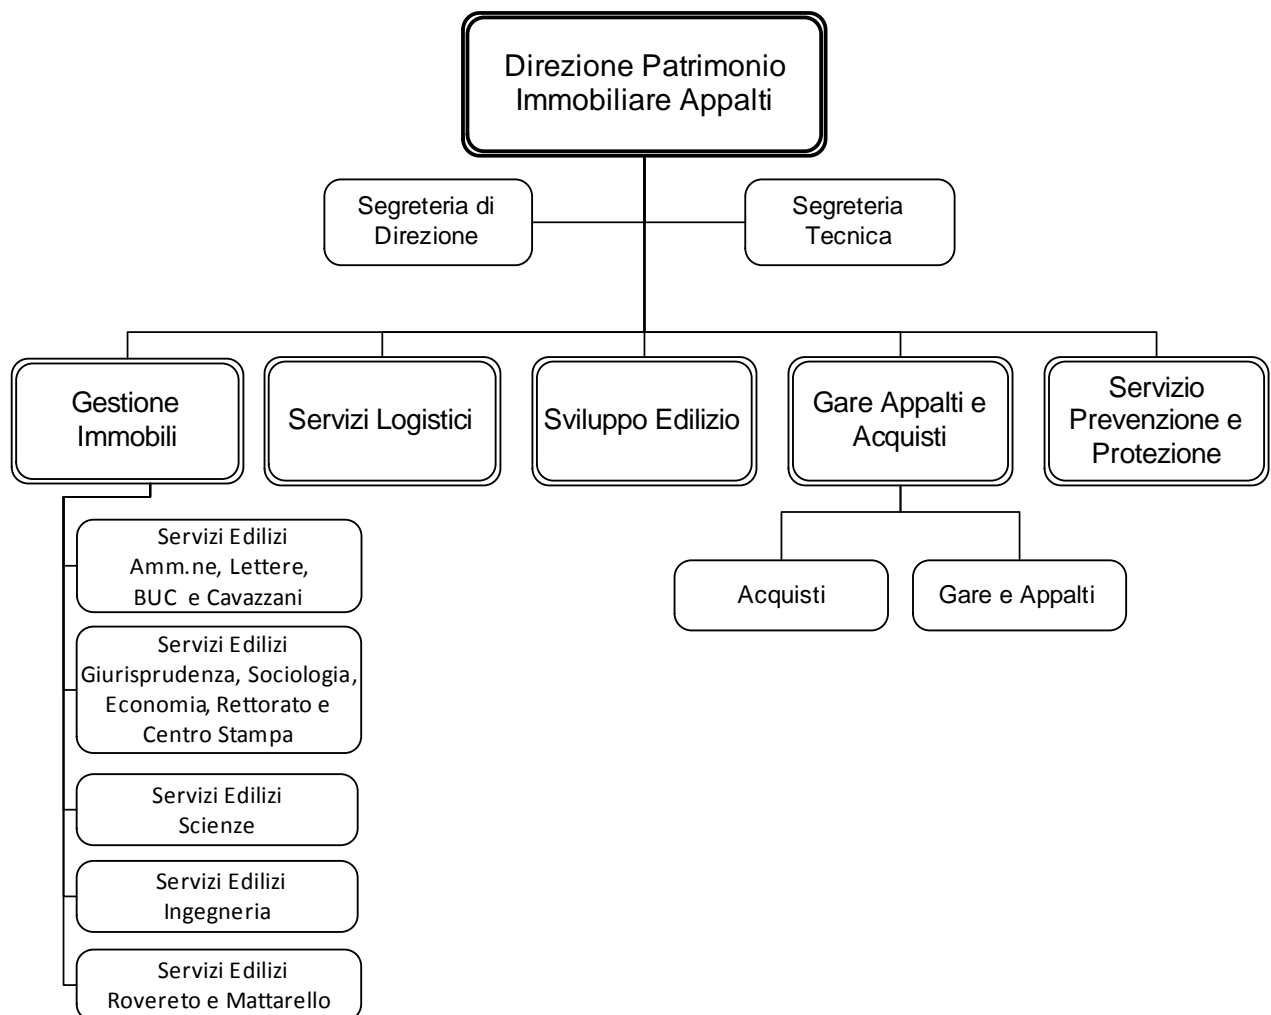 Direzione Patrimonio
Immobiliare Appalti
Segreteria di
Direzione
Segreteria
Tecnica
Gestione
Immobili
Servizi Logistici
Sviluppo Edilizio
Gare Appalti e
Acquisti
Servizio
Prevenzione e
Protezione
Servizi Edilizi
Amm.ne, Lettere,
BUC e Cavazzani
Servizi Edilizi
Giurisprudenza, Sociologia,
Economia, Rettorato e
Centro Stampa
Servizi Edilizi
Scienze
Servizi Edilizi
Ingegneria
Servizi Edilizi
Rovereto e Mattarello
Acquisti
Gare e Appalti